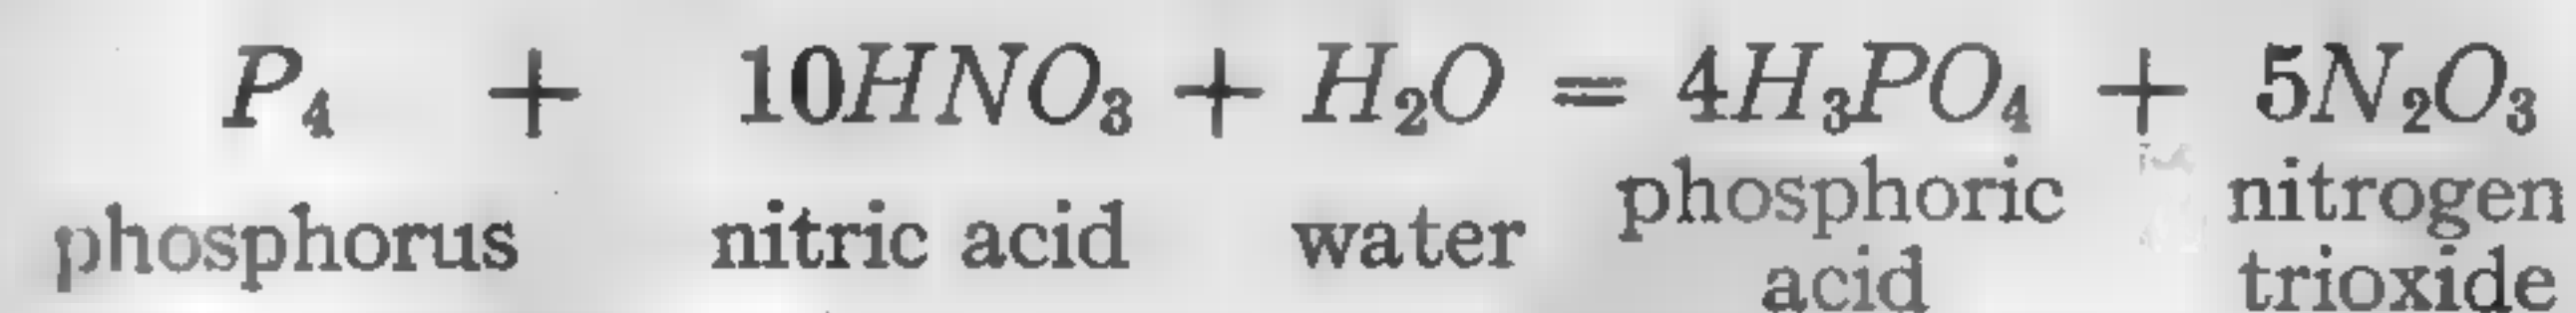 P₄ + 10HNO₃ + H₂O = 4H₃PO₄ + 5N₂O₃
phosphorus nitric acid water phosphoric acid nitrogen trioxide